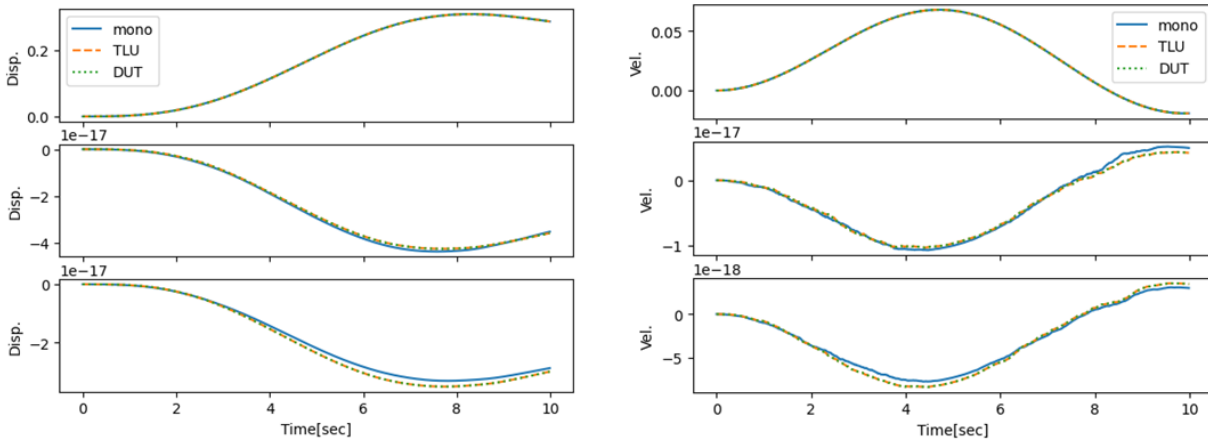 mono
TLU
DUT
Disp.
0.2
0.0
1e−17
Disp.
0
−2
−4
1e−17
Disp.
0
−2
0 2 4 6 8 10
Time[sec]
mono
TLU
DUT
Vel.
0.05
0.00
1e−17
Vel.
0
−1
1e−18
Vel.
0
−5
0 2 4 6 8 10
Time[sec]